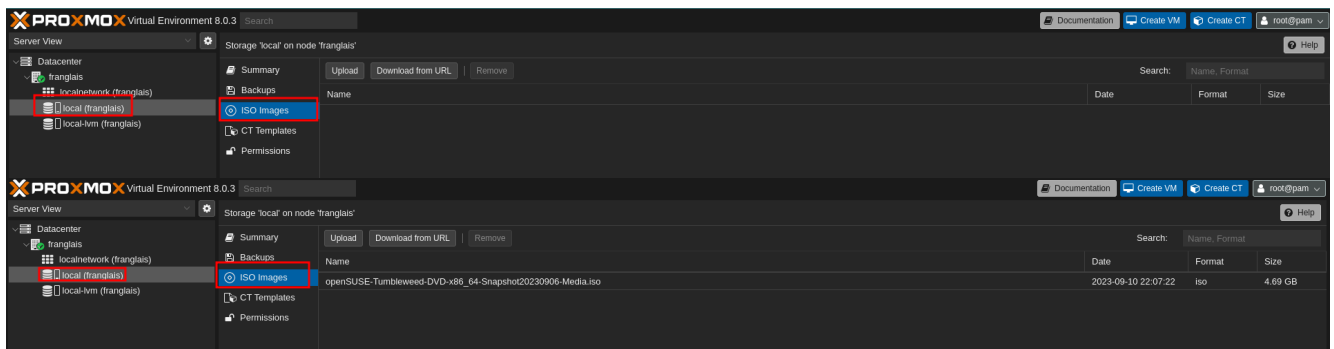 PROXMOX Virtual Environment 8.0.3 Search Documentation Create VM Create CT root@pam
Server View Storage 'local' on node 'franglais' Help
Datacenter
franglais
localnetwork (franglais)
local (franglais)
local-lvm (franglais)
Summary
Backups
ISO Images
CT Templates
Permissions
Upload Download from URL Remove Search: Name, Format
Name Date Format Size
PROXMOX Virtual Environment 8.0.3 Search Documentation Create VM Create CT root@pam
Server View Storage 'local' on node 'franglais' Help
Datacenter
franglais
localnetwork (franglais)
local (franglais)
local-lvm (franglais)
Summary
Backups
ISO Images
CT Templates
Permissions
Upload Download from URL Remove Search: Name, Format
Name Date Format Size
openSUSE-Tumbleweed-DVD-x86_64-Snapshot20230906-Media.iso 2023-09-10 22:07:22 iso 4.69 GB